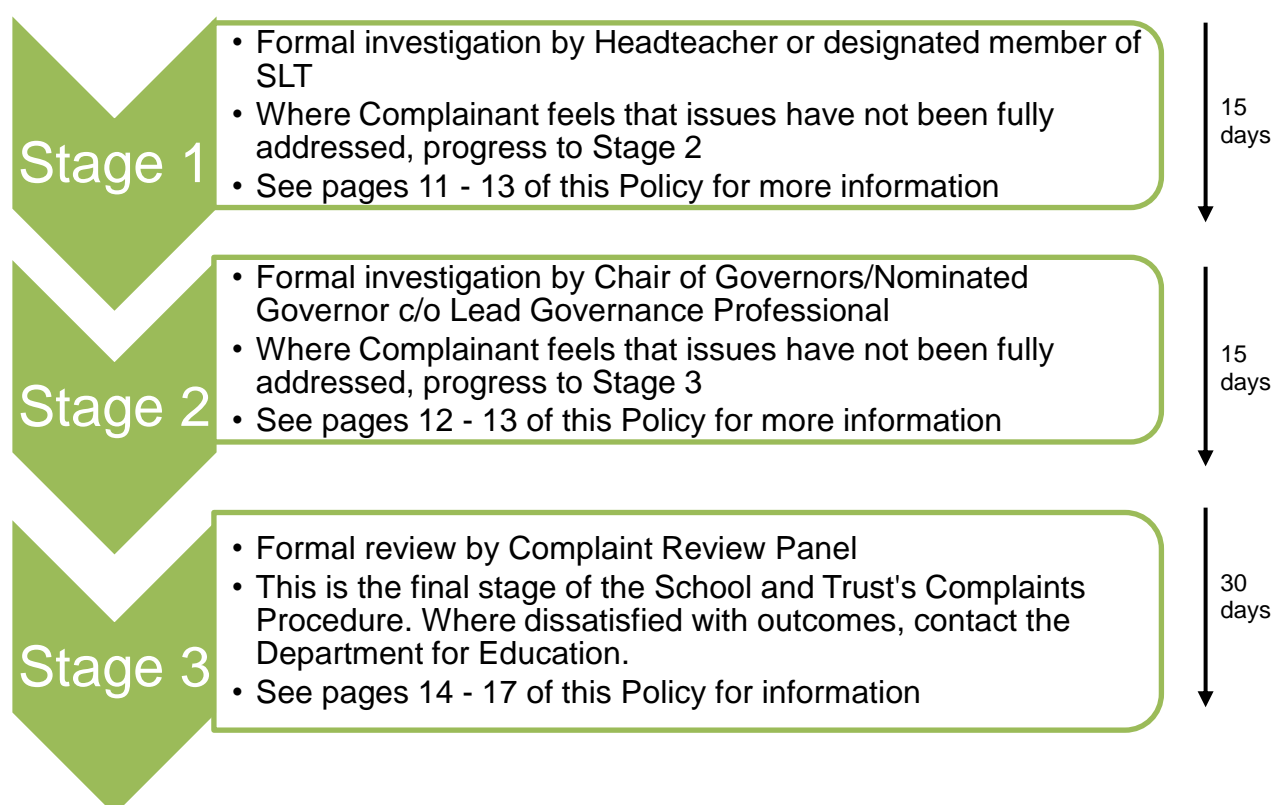 Stage 1
• Formal investigation by Headteacher or designated member of
SLT
• Where Complainant feels that issues have not been fully
addressed, progress to Stage 2
• See pages 11 - 13 of this Policy for more information
15
days
Stage 2
• Formal investigation by Chair of Governors/Nominated
Governor c/o Lead Governance Professional
• Where Complainant feels that issues have not been fully
addressed, progress to Stage 3
• See pages 12 - 13 of this Policy for more information
15
days
Stage 3
• Formal review by Complaint Review Panel
• This is the final stage of the School and Trust's Complaints
Procedure. Where dissatisfied with outcomes, contact the
Department for Education.
• See pages 14 - 17 of this Policy for information
30
days